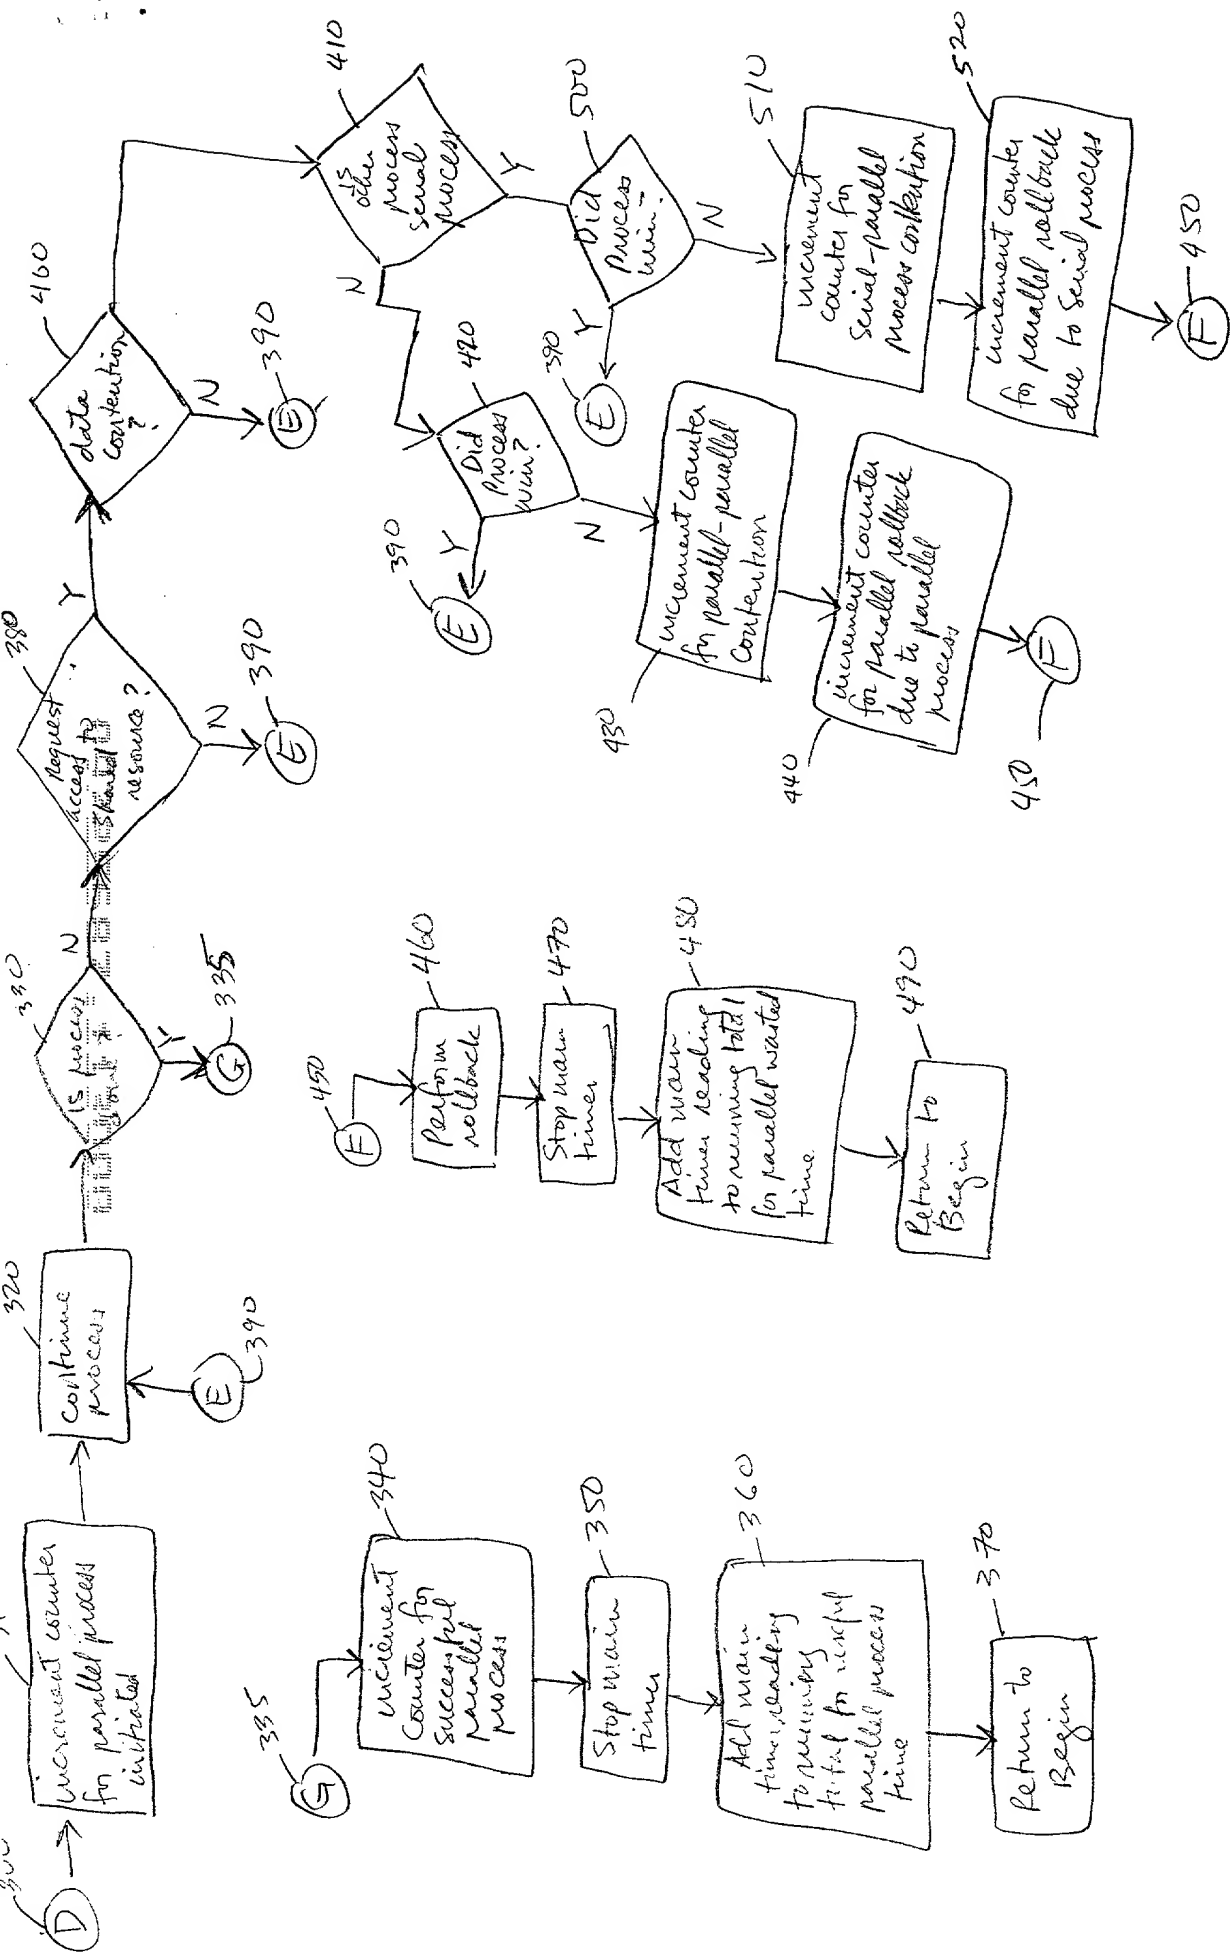 D
increment counter
for parallel process
initiated
320
continue
process
E
390
330
is process
N
Y
G
335
380
Request
access to
shared
resource?
Y
N
E
390
400
data
contention
?
N
E
390
410
is
other
process
serial
process
N
Y
420
Did
Process
win?
Y
390
E
N
500
Did
Process
win?
Y
390
E
N
430
increment counter
for parallel-parallel
contention
440
increment counter
for parallel rollback
due to parallel
process
450
F
510
increment
counter for
serial-parallel
process contention
520
increment counter
for parallel rollback
due to serial process
F
450
335
G
340
increment
counter for
successful
parallel
process
350
Stop main
timer
360
Add main
timer reading
to running
total for useful
parallel process
time
370
Return to
Begin
450
F
460
Perform
rollback
470
Stop main
timer
480
Add main
timer reading
to running total
for parallel wasted
time
490
Return to
Begin